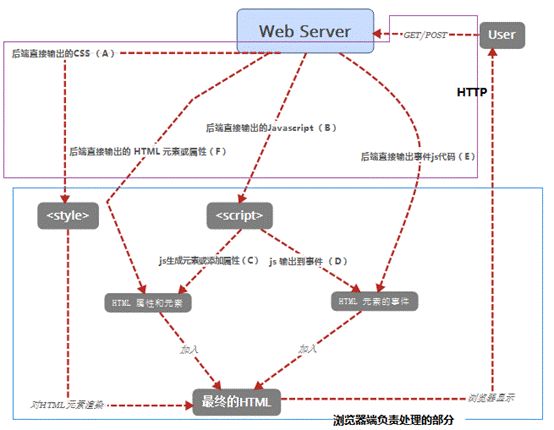 Web Server
GET/POST
User
后端直接输出的CSS（A）
HTTP
后端直接输出的Javascript（B）
后端直接输出的 HTML 元素或属性（F）
后端直接输出事件js代码（E）
<style>
<script>
js生成元素或添加属性（C）
js 输出到事件（D）
HTML 属性和元素
HTML 元素的事件
加入
加入
对HTML元素渲染
最终的HTML
浏览器显示
浏览器端负责处理的部分